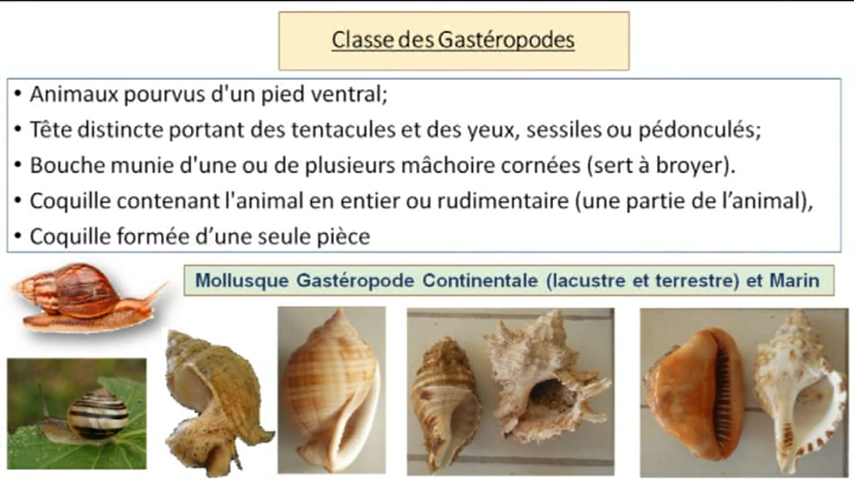 Classe des Gastéropodes
• Animaux pourvus d'un pied ventral;
• Tête distincte portant des tentacules et des yeux, sessiles ou pédonculés;
• Bouche munie d'une ou de plusieurs mâchoire cornées (sert à broyer).
• Coquille contenant l'animal en entier ou rudimentaire (une partie de l’animal),
• Coquille formée d’une seule pièce
Mollusque Gastéropode Continentale (lacustre et terrestre) et Marin